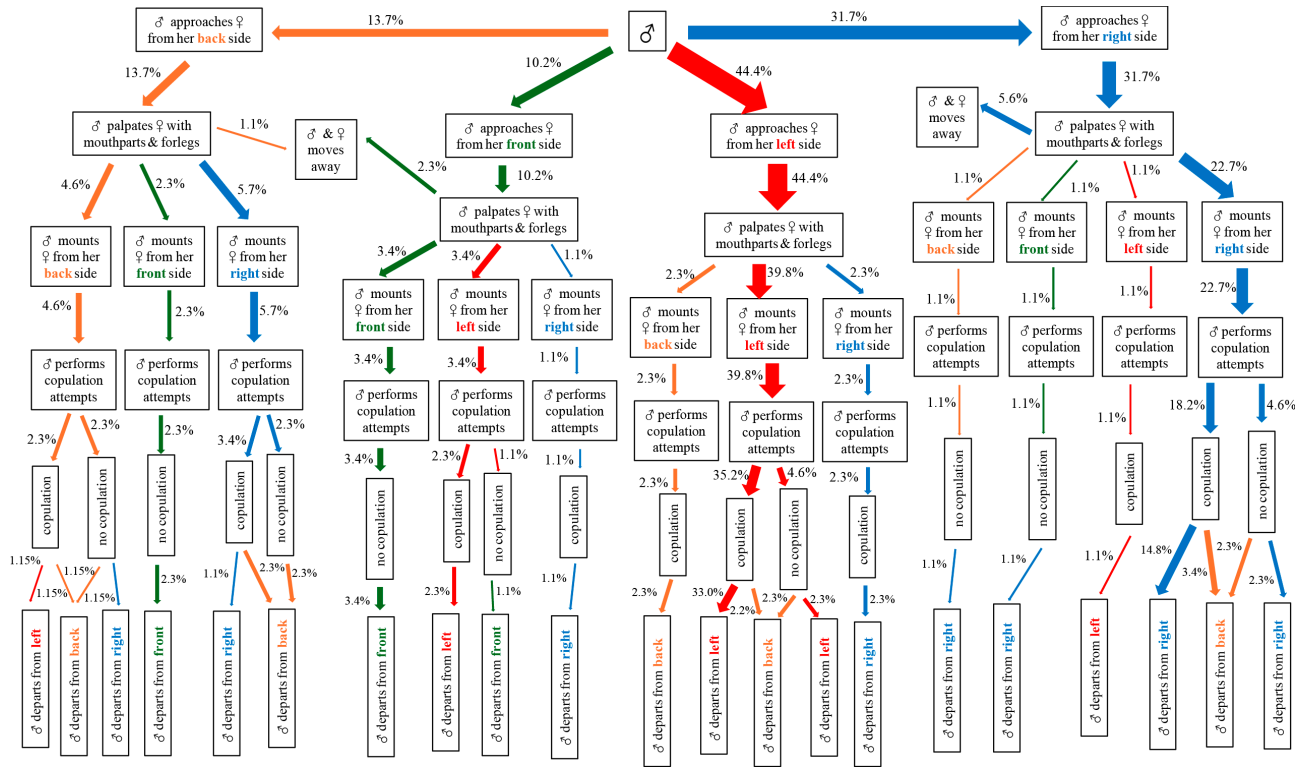 ♂ approaches ♀
from her back side
13.7%
♂
31.7%
♂ approaches ♀
from her right side
13.7%
10.2%
44.4%
31.7%
♂ palpates ♀ with
mouthparts & forlegs
1.1%
♂ & ♀
moves
away
♂ approaches ♀
from her front side
♂ approaches ♀
from her left side
♂ & ♀
moves
away
5.6%
♂ palpates ♀ with
mouthparts & forlegs
4.6%
2.3%
5.7%
2.3%
10.2%
44.4%
1.1%
1.1%
1.1%
22.7%
♂ mounts
♀ from her
back side
♂ mounts
♀ from her
front side
♂ mounts
♀ from her
right side
♂ palpates ♀ with
mouthparts & forlegs
♂ palpates ♀ with
mouthparts & forlegs
♂ mounts
♀ from her
back side
♂ mounts
♀ from her
front side
♂ mounts
♀ from her
left side
♂ mounts
♀ from her
right side
3.4%
3.4%
1.1%
2.3%
39.8%
2.3%
4.6%
2.3%
5.7%
♂ mounts
♀ from her
front side
♂ mounts
♀ from her
left side
♂ mounts
♀ from her
right side
♂ mounts
♀ from her
back side
♂ mounts
♀ from her
left side
♂ mounts
♀ from her
right side
1.1%
1.1%
1.1%
22.7%
♂ performs
copulation
attempts
♂ performs
copulation
attempts
♂ performs
copulation
attempts
3.4%
3.4%
1.1%
2.3%
39.8%
2.3%
♂ performs
copulation
attempts
♂ performs
copulation
attempts
♂ performs
copulation
attempts
♂ performs
copulation
attempts
♂ performs
copulation
attempts
♂ performs
copulation
attempts
♂ performs
copulation
attempts
♂ performs
copulation
attempts
♂ performs
copulation
attempts
♂ performs
copulation
attempts
2.3%
2.3%
2.3%
3.4%
2.3%
3.4%
2.3%
1.1%
1.1%
2.3%
35.2%
4.6%
2.3%
1.1%
1.1%
1.1%
18.2%
4.6%
copulation
no copulation
no copulation
copulation
no copulation
no copulation
copulation
no copulation
copulation
copulation
copulation
no copulation
copulation
no copulation
no copulation
copulation
copulation
no copulation
1.15%
1.15%
1.15%
1.15%
2.3%
1.1%
2.3%
2.3%
3.4%
2.3%
1.1%
1.1%
2.3%
33.0%
2.2%
2.3%
2.3%
2.3%
1.1%
1.1%
1.1%
14.8%
3.4%
2.3%
2.3%
♂ departs from left
♂ departs from back
♂ departs from right
♂ departs from front
♂ departs from right
♂ departs from back
♂ departs from front
♂ departs from left
♂ departs from front
♂ departs from right
♂ departs from back
♂ departs from left
♂ departs from back
♂ departs from left
♂ departs from right
♂ departs from right
♂ departs from right
♂ departs from left
♂ departs from right
♂ departs from back
♂ departs from right